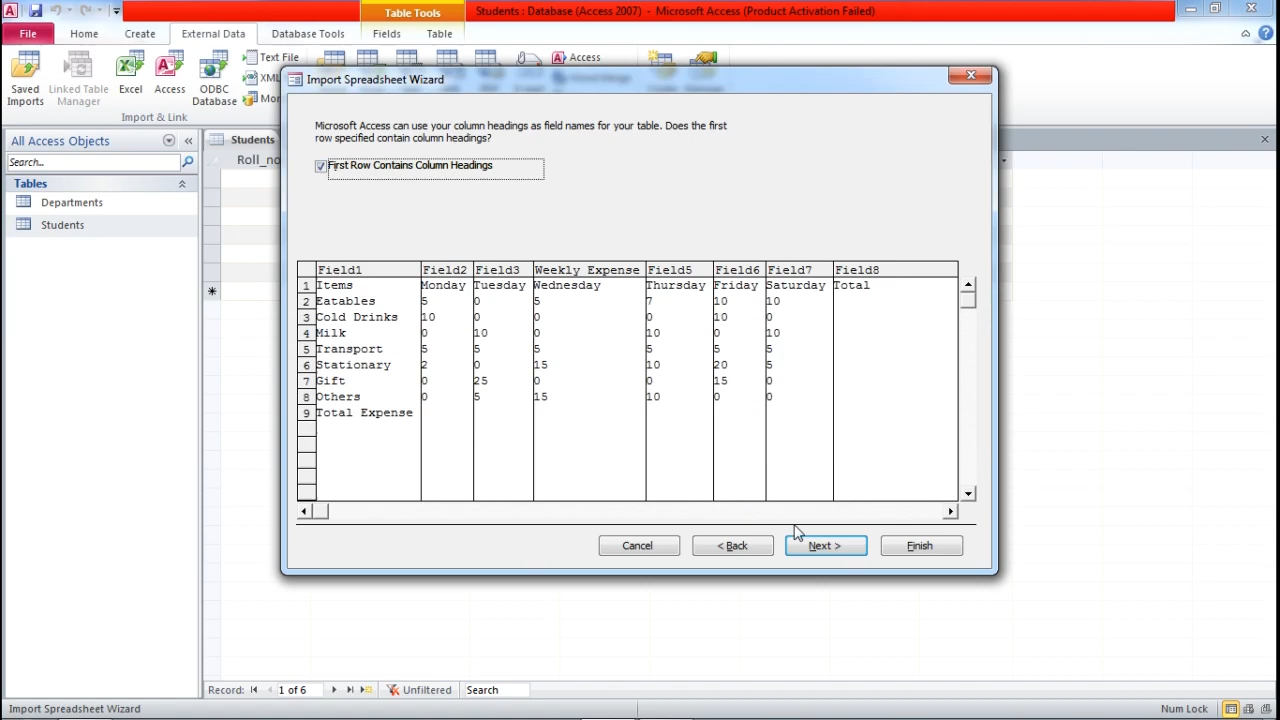 Students : Database (Access 2007)  -  Microsoft Access (Product Activation Failed)
Table Tools
File Home Create External Data Database Tools Fields Table
Saved Imports
Linked Table Manager
Excel
Access
ODBC Database
Text File
XML
Mor
Access
Import & Link
All Access Objects
Search...
Tables
Departments
Students
Students
Roll_no
Import Spreadsheet Wizard
Microsoft Access can use your column headings as field names for your table. Does the first
row specified contain column headings?
First Row Contains Column Headings
Field1 Field2 Field3 Weekly Expense Field5 Field6 Field7 Field8
1 Items Monday Tuesday Wednesday Thursday Friday Saturday Total
2 Eatables 5 0 5 7 10 10
3 Cold Drinks 10 0 0 0 10 0
4 Milk 0 10 0 10 0 10
5 Transport 5 5 5 5 5 5
6 Stationary 2 0 15 10 20 5
7 Gift 0 25 0 0 15 0
8 Others 0 5 15 10 0 0
9 Total Expense
Cancel < Back Next > Finish
Record: 1 of 6 Unfiltered Search
Import Spreadsheet Wizard Num Lock